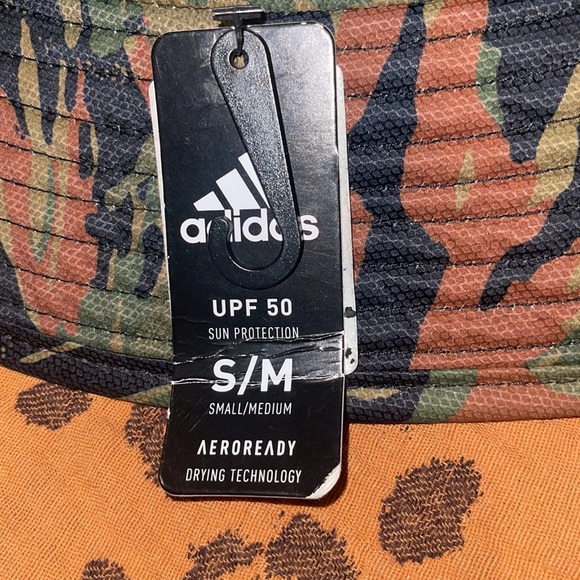 adidas
UPF 50
SUN PROTECTION
S/M
SMALL/MEDIUM
AEROREADY
DRYING TECHNOLOGY